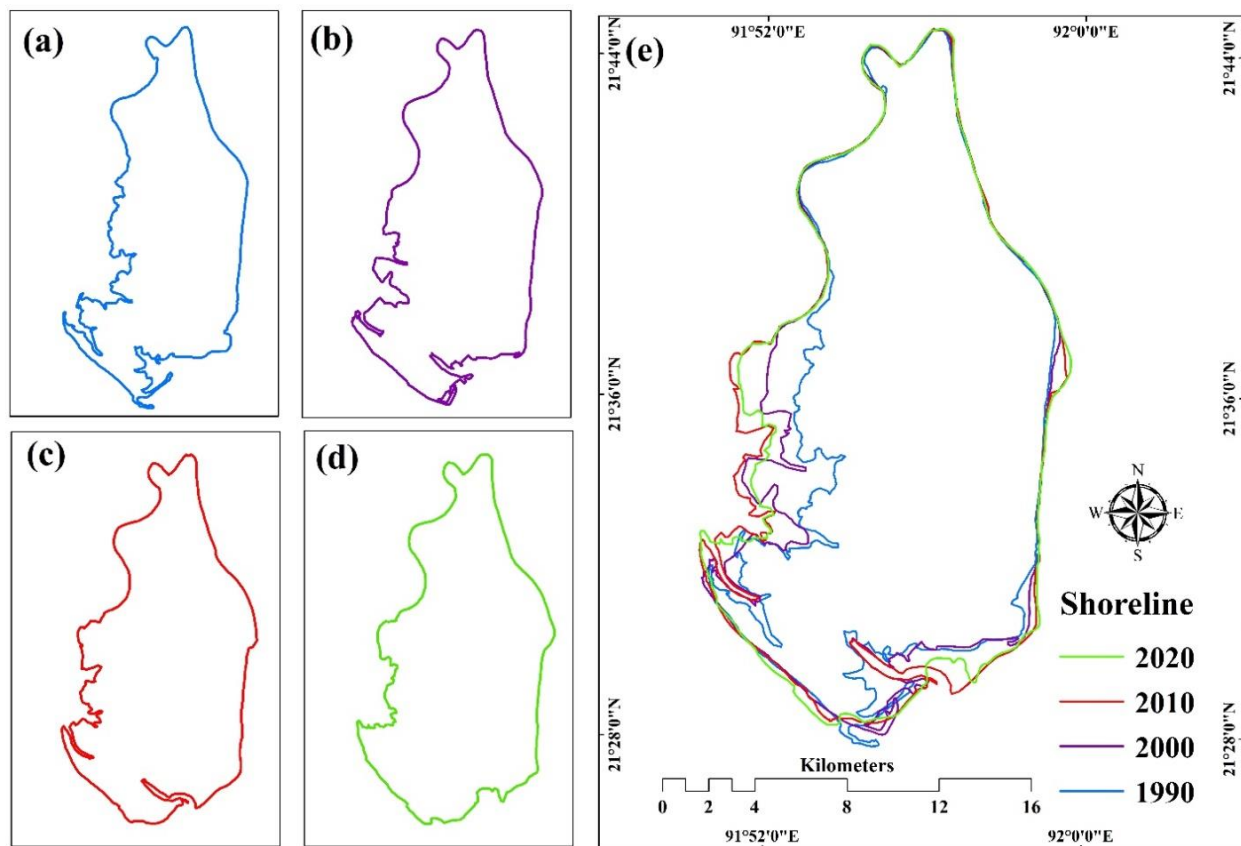 (a)
(b)
(c)
(d)
(e)
91°52'0"E
92°0'0"E
21°44'0"N
21°44'0"N
21°36'0"N
21°36'0"N
21°28'0"N
21°28'0"N
N
W
E
S
Shoreline
2020
2010
2000
1990
Kilometers
0 2 4 8 12 16
91°52'0"E
92°0'0"E